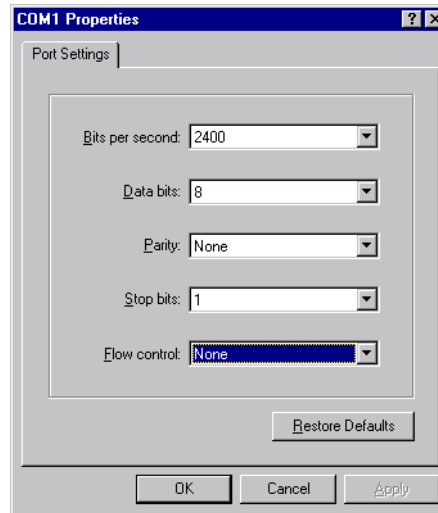 COM1 Properties
Port Settings
Bits per second: 2400
Data bits: 8
Parity: None
Stop bits: 1
Flow control: None
Restore Defaults
OK Cancel Apply